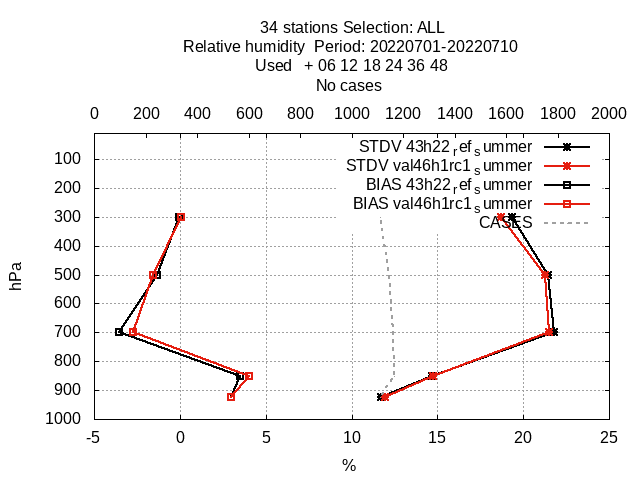 34 stations Selection: ALL
Relative humidity  Period: 20220701-20220710
Used   + 06 12 18 24 36 48
No cases
0 200 400 600 800 1000 1200 1400 1600 1800 2000
STDV 43h22_ref_summer
STDV val46h1rc1_summer
BIAS 43h22_ref_summer
BIAS val46h1rc1_summer
CASES
100
200
300
400
500
600
700
800
900
1000
hPa
-5 0 5 10 15 20 25
%